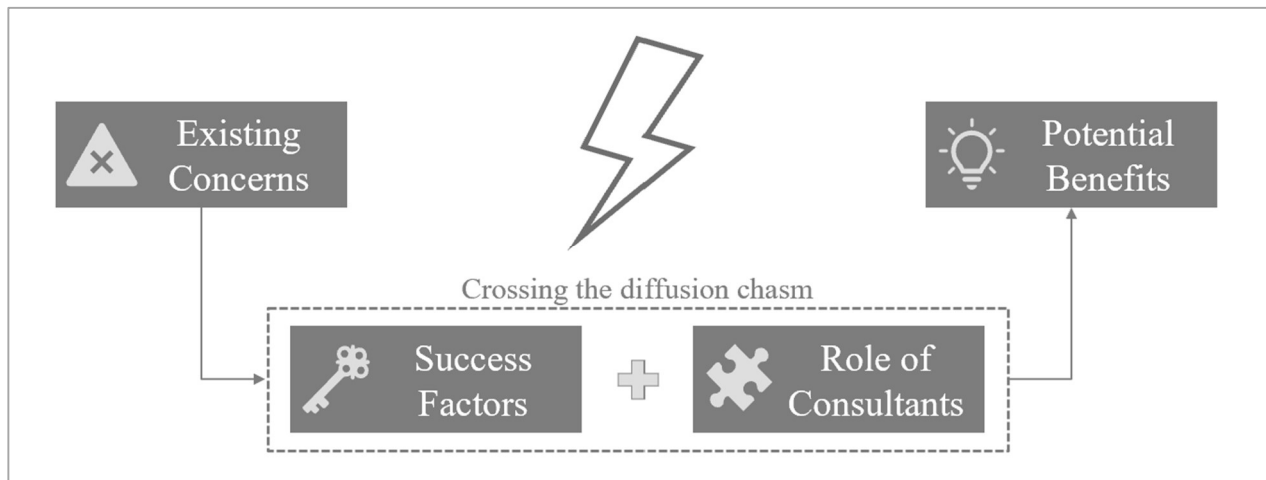 Existing
Concerns
Potential
Benefits
Crossing the diffusion chasm
Success
Factors
Role of
Consultants